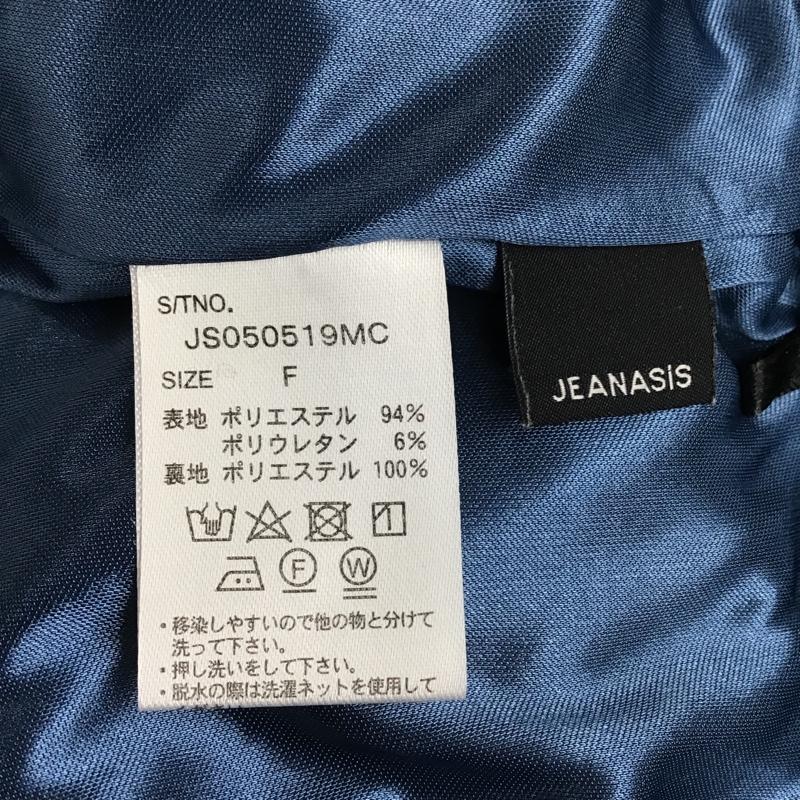 S/TNO.
JS050519MC
SIZE F
表地 ポリエステル 94%
ポリウレタン 6%
裏地 ポリエステル 100%
F W
・移染しやすいので他の物と分けて
洗って下さい。
・押し洗いをして下さい。
・脱水の際は洗濯ネットを使用して
JEANASiS